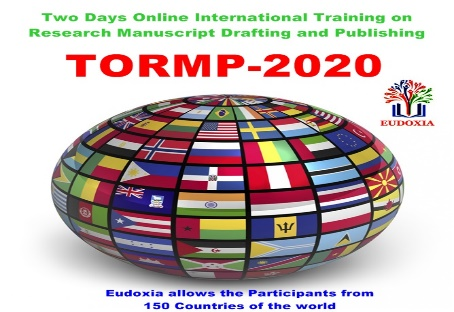 Two Days Online International Training on
Research Manuscript Drafting and Publishing
TORMP-2020
EUDOXIA
Eudoxia allows the Participants from
150 Countries of the world